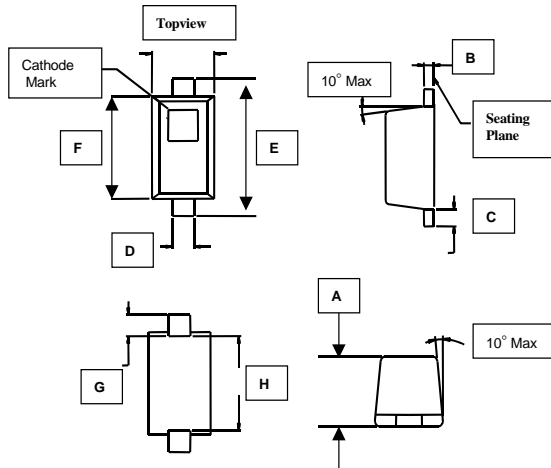 Topview
B
Cathode
Mark
10° Max
Seating
Plane
F
E
C
D
A
10° Max
G
H